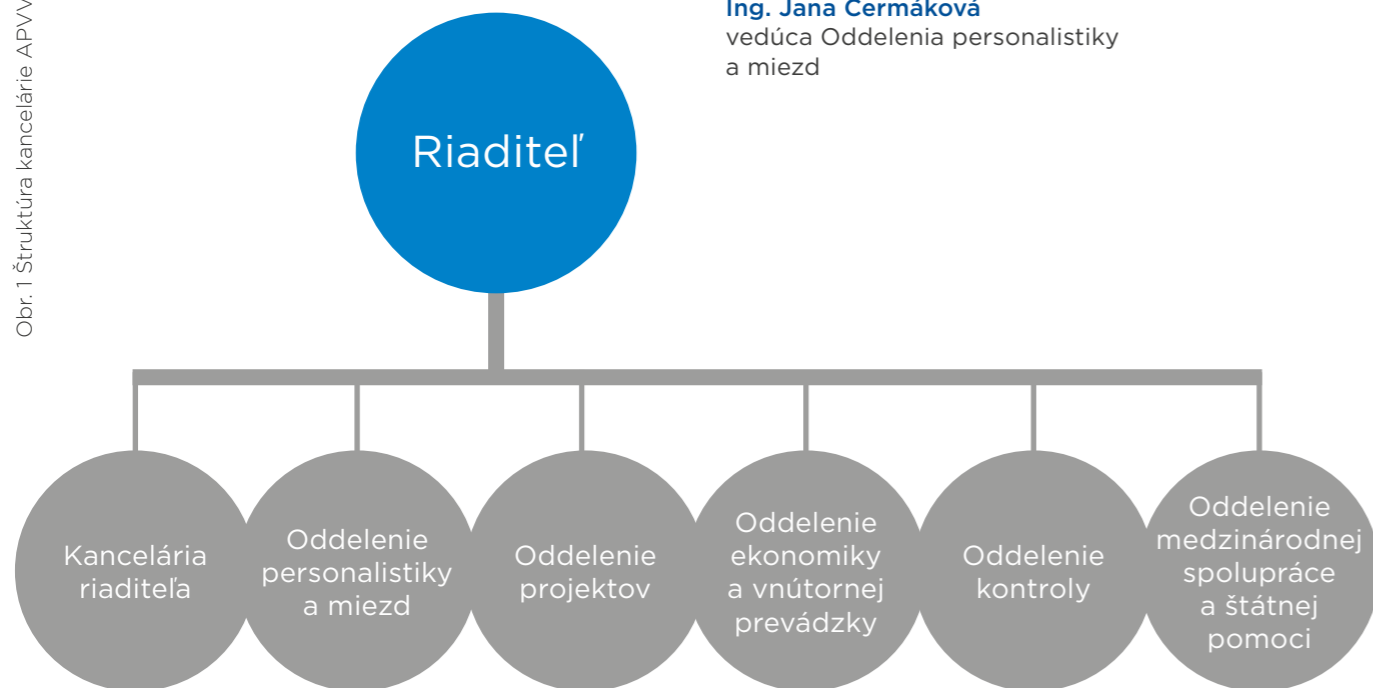 Obr. 1 Štruktúra kancelárie APVV
Ing. Jana Čermáková
vedúca Oddelenia personalistiky
a miezd
Riaditeľ
Kancelária
riaditeľa
Oddelenie
personalistiky
a miezd
Oddelenie
projektov
Oddelenie
ekonomiky
a vnútornej
prevádzky
Oddelenie
kontroly
Oddelenie
medzinárodnej
spolupráce
a štátnej
pomoci